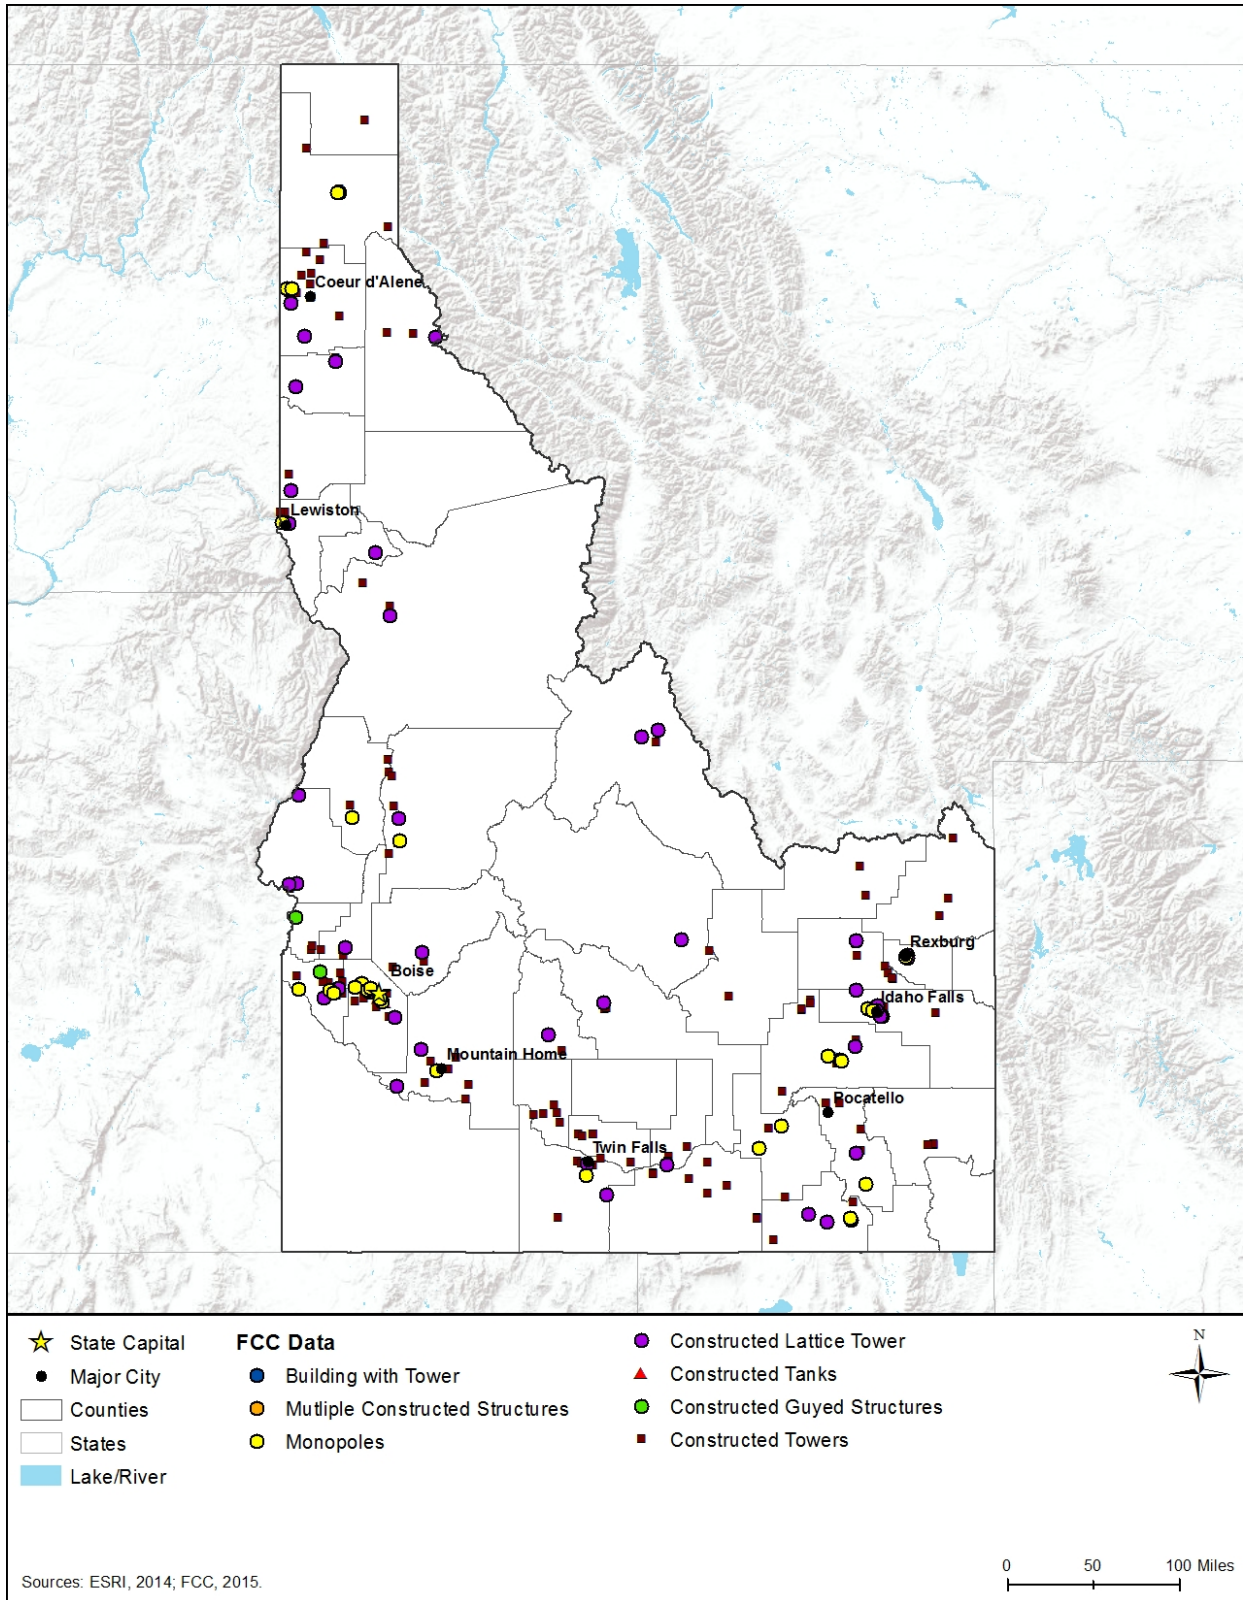 Coeur d'Alene
Lewiston
Rexburg
Boise
Idaho Falls
Mountain Home
Pocatello
Twin Falls
State Capital
Major City
Counties
States
Lake/River
FCC Data
Building with Tower
Mutliple Constructed Structures
Monopoles
Constructed Lattice Tower
Constructed Tanks
Constructed Guyed Structures
Constructed Towers
N
Sources: ESRI, 2014; FCC, 2015.
0 50 100 Miles